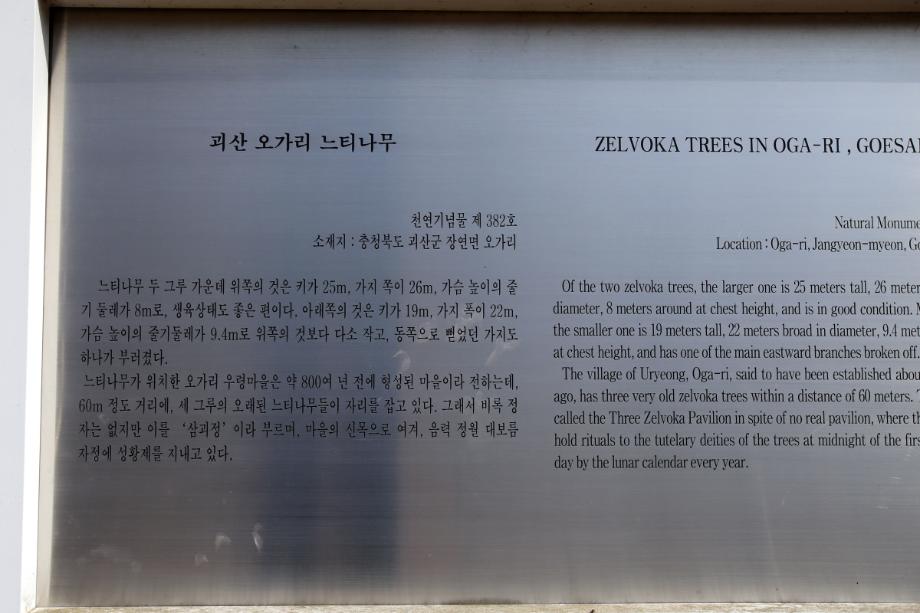 괴산 오가리 느티나무
천연기념물 제 382호
소재지 : 충청북도 괴산군 장연면 오가리
느티나무 두 그루 가운데 위쪽의 것은 키가 25m, 가지 폭이 26m, 가슴 높이의 줄
기 둘레가 8m로, 생육상태도 좋은 편이다. 아래쪽의 것은 키가 19m, 가지 폭이 22m,
가슴 높이의 줄기둘레가 9.4m로 위쪽의 것보다 다소 작고, 동쪽으로 뻗었던 가지도
하나가 부러졌다.
느티나무가 위치한 오가리 우령마을은 약 800여 년 전에 형성된 마을이라 전하는데,
60m 정도 거리에, 세 그루의 오래된 느티나무들이 자리를 잡고 있다. 그래서 비록 정
자는 없지만 이를 '삼괴정' 이라 부르며, 마을의 신목으로 여겨, 음력 정월 대보름
자정에 성황제를 지내고 있다.
ZELVOKA TREES IN OGA-RI , GOESA
Natural Monume
Location : Oga-ri, Jangyeon-myeon, Go
Of the two zelvoka trees, the larger one is 25 meters tall, 26 meter
diameter, 8 meters around at chest height, and is in good condition.
the smaller one is 19 meters tall, 22 meters broad in diameter, 9.4 met
at chest height, and has one of the main eastward branches broken off.
The village of Uryeong, Oga-ri, said to have been established abou
ago, has three very old zelvoka trees within a distance of 60 meters.
called the Three Zelvoka Pavilion in spite of no real pavilion, where th
hold rituals to the tutelary deities of the trees at midnight of the firs
day by the lunar calendar every year.